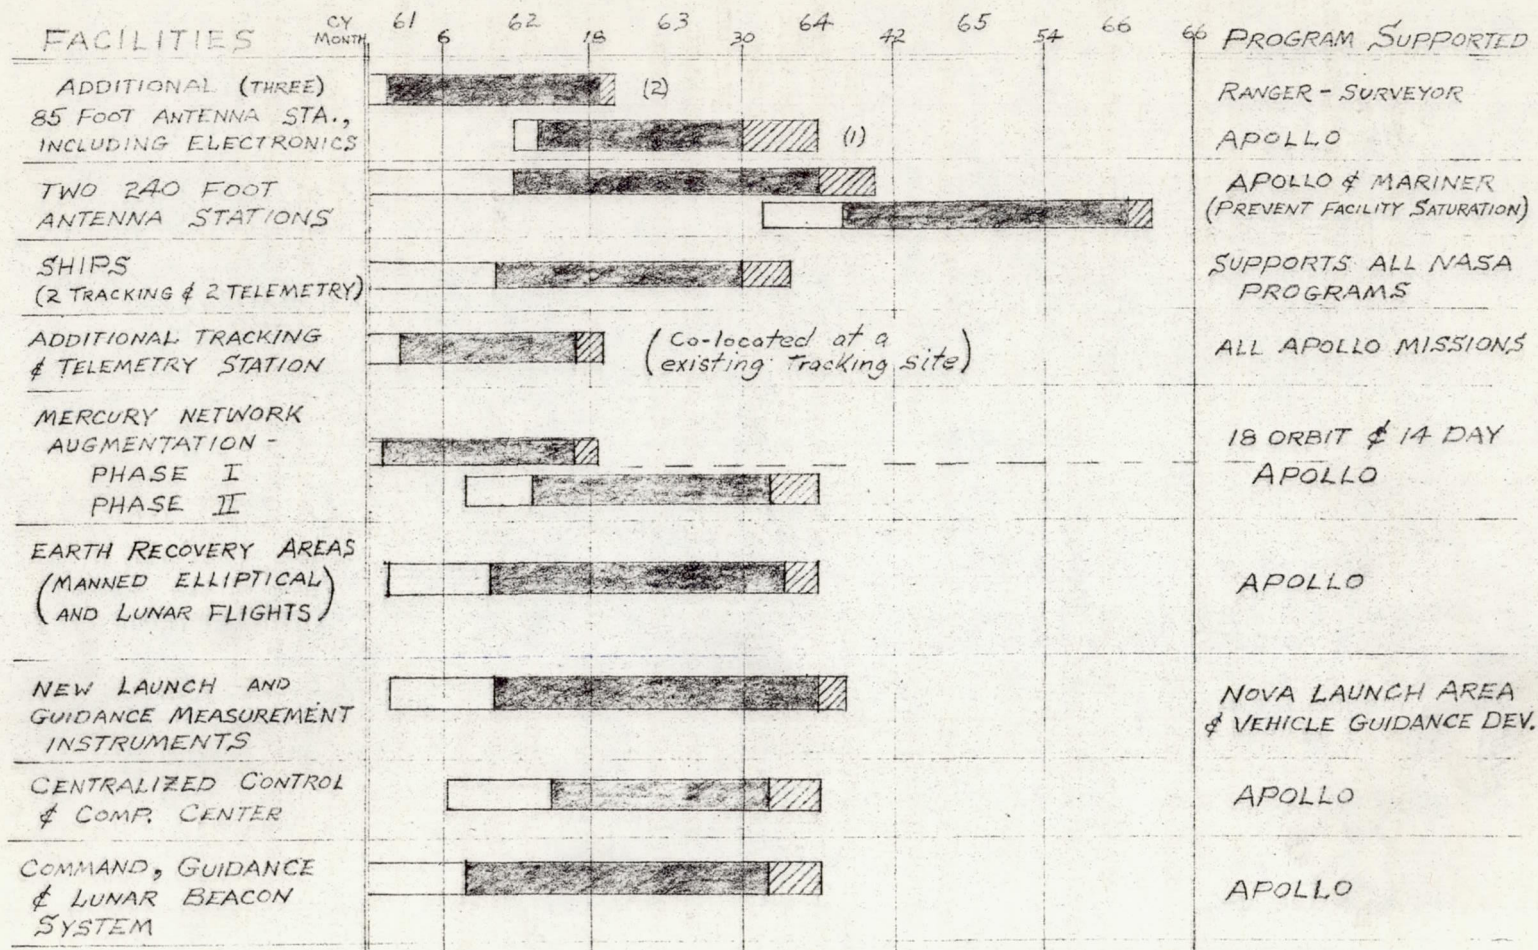 FACILITIES
CY 61 62 63 64 65 66
MONTH 6 18 30 42 54 66
PROGRAM SUPPORTED
ADDITIONAL (THREE)
85 FOOT ANTENNA STA.,
INCLUDING ELECTRONICS
(2)
(1)
RANGER - SURVEYOR
APOLLO
TWO 240 FOOT
ANTENNA STATIONS
APOLLO & MARINER
(PREVENT FACILITY SATURATION)
SHIPS
(2 TRACKING & 2 TELEMETRY)
SUPPORTS ALL NASA
PROGRAMS
ADDITIONAL TRACKING
& TELEMETRY STATION
(Co-located at a
existing Tracking site)
ALL APOLLO MISSIONS
MERCURY NETWORK
AUGMENTATION -
PHASE I
PHASE II
18 ORBIT & 14 DAY
APOLLO
EARTH RECOVERY AREAS
(MANNED ELLIPTICAL
AND LUNAR FLIGHTS)
APOLLO
NEW LAUNCH AND
GUIDANCE MEASUREMENT
INSTRUMENTS
NOVA LAUNCH AREA
& VEHICLE GUIDANCE DEV.
CENTRALIZED CONTROL
& COMP. CENTER
APOLLO
COMMAND, GUIDANCE
& LUNAR BEACON
SYSTEM
APOLLO